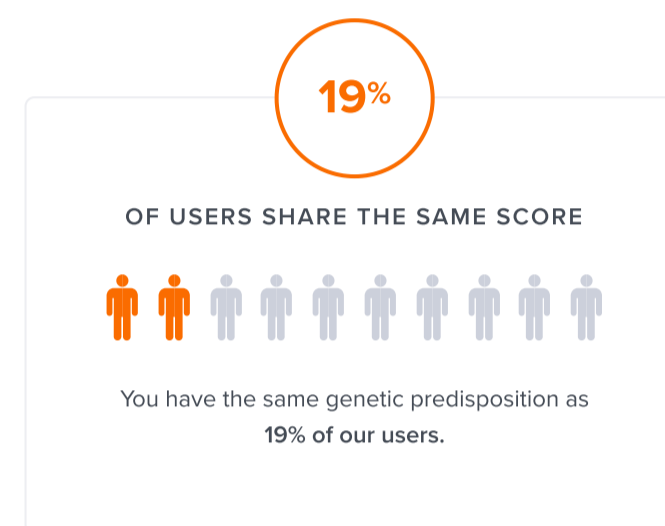 19%
OF USERS SHARE THE SAME SCORE
You have the same genetic predisposition as
19% of our users.